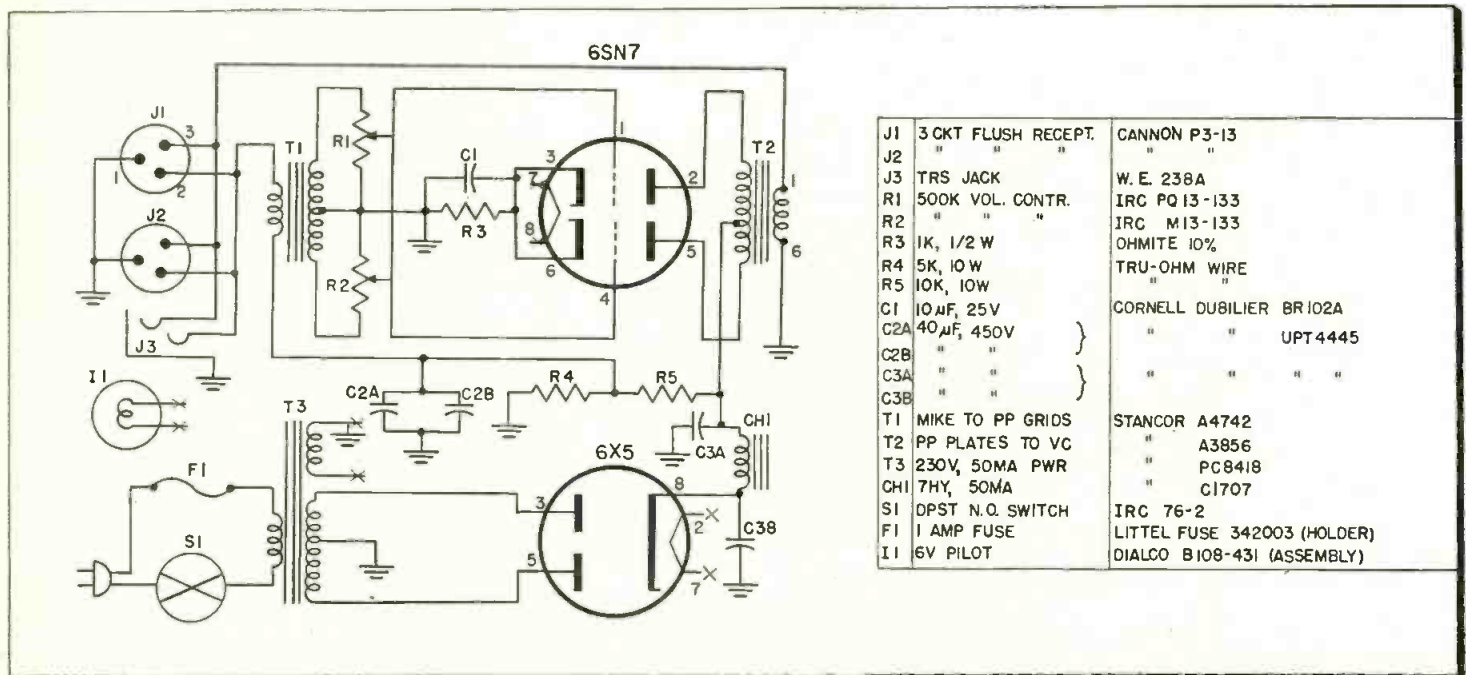 6SN7
J1
3
1
2
J2
J3
I1
T1
R1
R2
C1
R3
3
7
8
6
1
4
2
5
T2
1
6
C2A
C2B
R4
R5
C3A
CH1
T3
F1
S1
6X5
3
5
8
2
7
C38
J1 3 CKT FLUSH RECEPT. CANNON P3-13
J2 " " " " "
J3 TRS JACK W. E. 238A
R1 500K VOL. CONTR. IRC PQ13-133
R2 " " " IRC M13-133
R3 1K, 1/2 W OHMITE 10%
R4 5K, 10W TRU-OHM WIRE
R5 10K, 10W " "
C1 10µF, 25V CORNELL DUBILIER BR102A
C2A 40µF, 450V } " " UPT4445
C2B " "
C3A " " } " " " "
C3B " "
T1 MIKE TO PP GRIDS STANCOR A4742
T2 PP PLATES TO VC " A3856
T3 230V, 50MA PWR " PC8418
CH1 7HY, 50MA " C1707
S1 DPST N.O. SWITCH IRC 76-2
F1 1 AMP FUSE LITTEL FUSE 342003 (HOLDER)
I1 6V PILOT DIALCO B108-431 (ASSEMBLY)